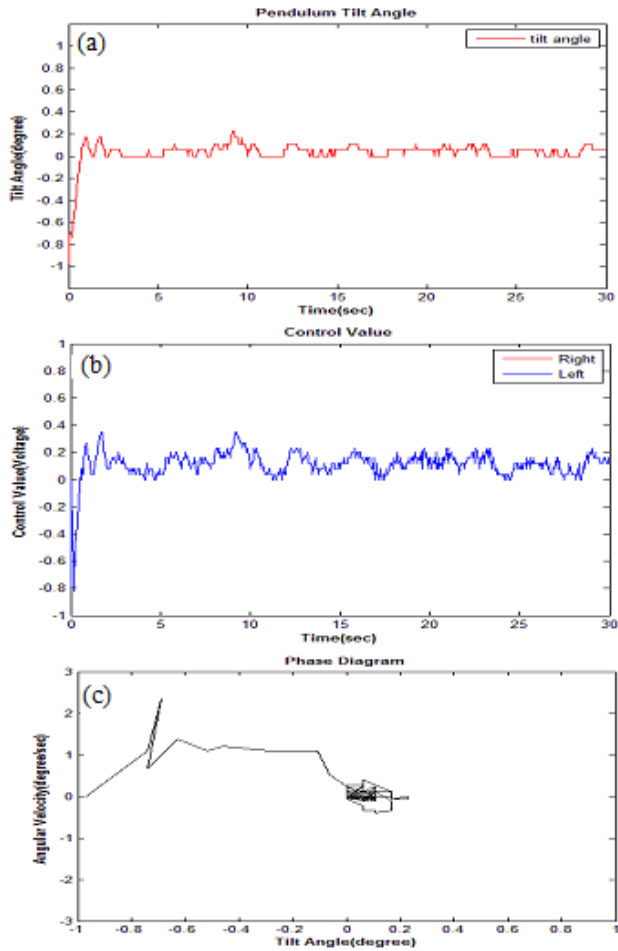 Pendulum Tilt Angle
(a)
tilt angle
Tilt Angle(degree)
1
0.8
0.6
0.4
0.2
0
-0.2
-0.4
-0.6
-0.8
-1
0 5 10 15 20 25 30
Time(sec)
Control Value
(b)
Right
Left
Control Value(Voltage)
1
0.8
0.6
0.4
0.2
0
-0.2
-0.4
-0.6
-0.8
-1
0 5 10 15 20 25 30
Time(sec)
Phase Diagram
(c)
Angular Velocity(degree/sec)
3
2
1
0
-1
-2
-3
-1 -0.8 -0.6 -0.4 -0.2 0 0.2 0.4 0.6 0.8 1
Tilt Angle(degree)